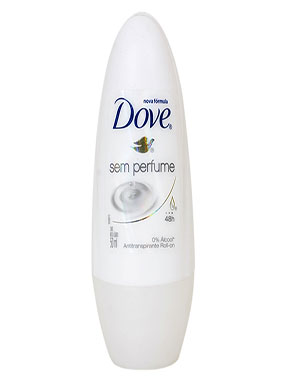 nova fórmula
Dove®
sem perfume
48h
0% Álcool*
Antitranspirante Roll-on